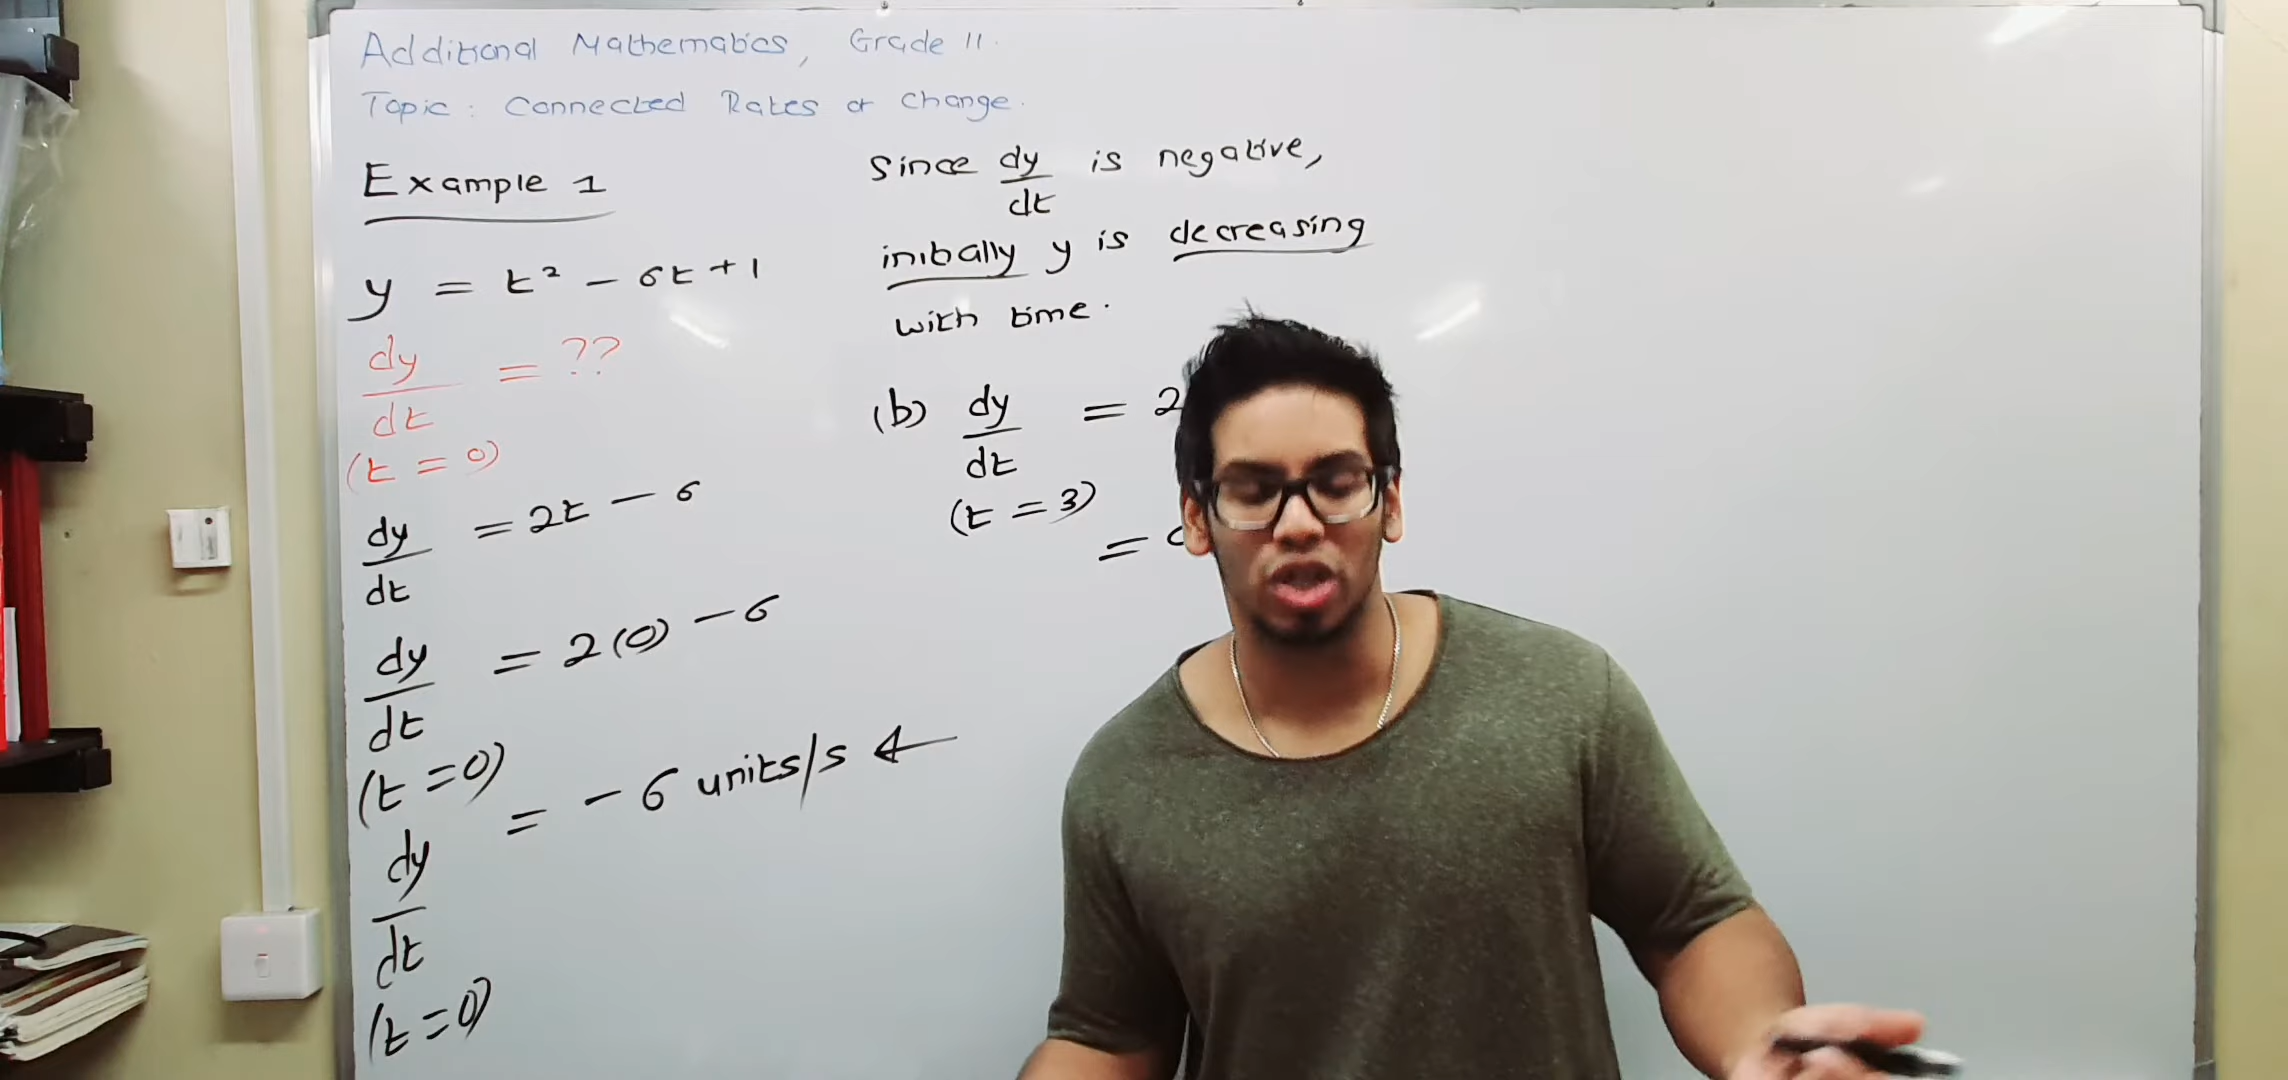 Additional Mathematics, Grade 11.
Topic: Connected Rates of Change.
Example 1
y = t² - 6t + 1
dy/dt = ??
(t = 0)
dy/dt = 2t - 6
dy/dt = 2(0) - 6
(t = 0)
dy/dt = -6 units/s ←
(t = 0)
Since dy/dt is negative,
initially y is decreasing
with time.
(b) dy/dt = 2
(t = 3)
=